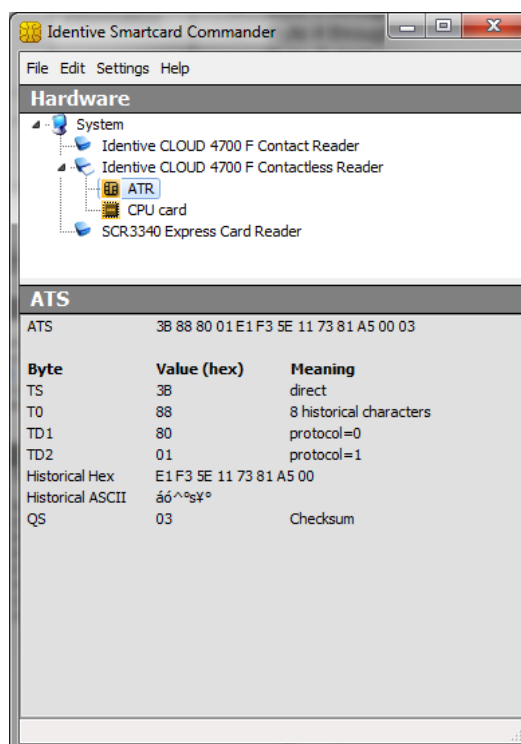 Identive Smartcard Commander
File Edit Settings Help
Hardware
System
Identive CLOUD 4700 F Contact Reader
Identive CLOUD 4700 F Contactless Reader
ATR
CPU card
SCR3340 Express Card Reader
ATS
ATS 3B 88 80 01 E1 F3 5E 11 73 81 A5 00 03
Byte Value (hex) Meaning
TS 3B direct
T0 88 8 historical characters
TD1 80 protocol=0
TD2 01 protocol=1
Historical Hex E1 F3 5E 11 73 81 A5 00
Historical ASCII áó^ºs¥º
QS 03 Checksum